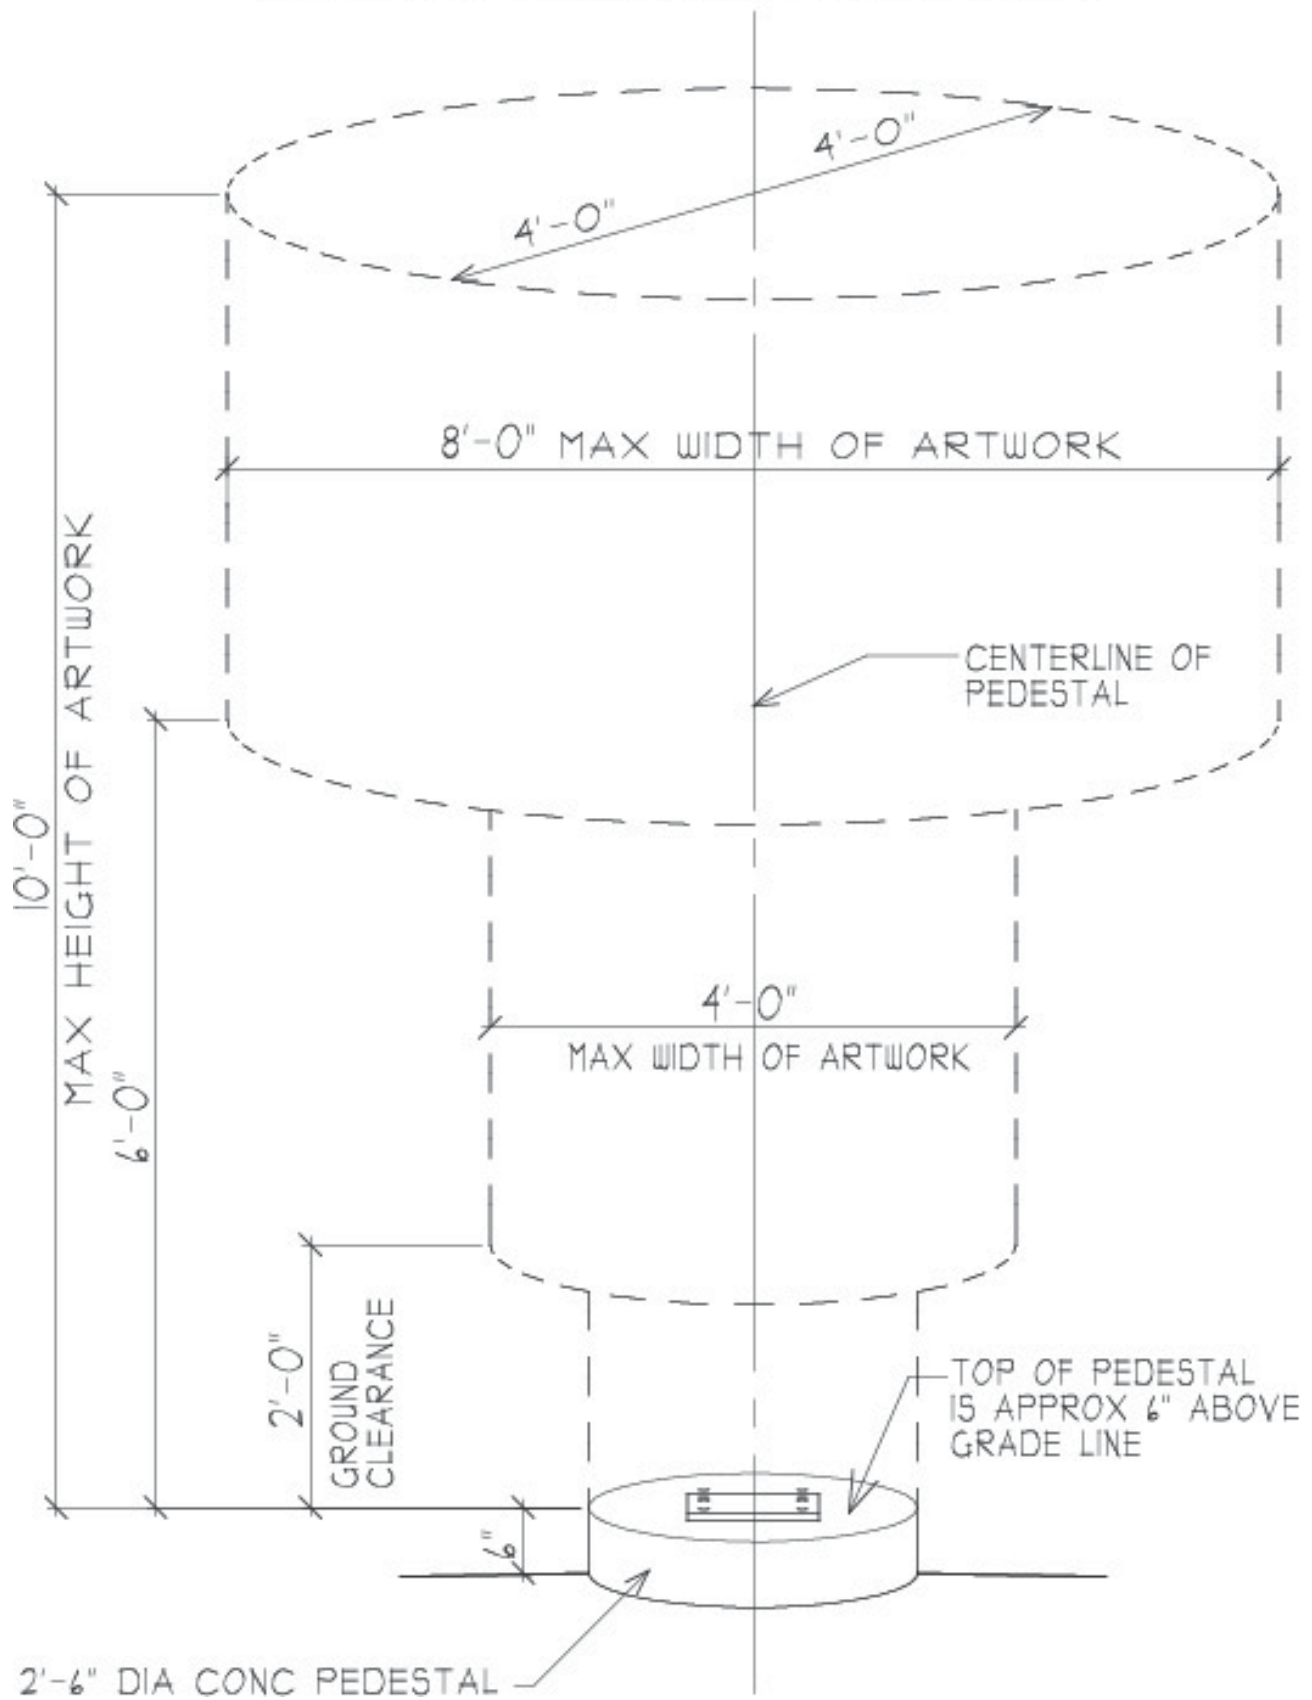 4'-0"
4'-0"
8'-0" MAX WIDTH OF ARTWORK
10'-0"
MAX HEIGHT OF ARTWORK
CENTERLINE OF
PEDESTAL
6'-0"
4'-0"
MAX WIDTH OF ARTWORK
2'-0"
GROUND
CLEARANCE
TOP OF PEDESTAL
IS APPROX 6" ABOVE
GRADE LINE
6"
2'-6" DIA CONC PEDESTAL